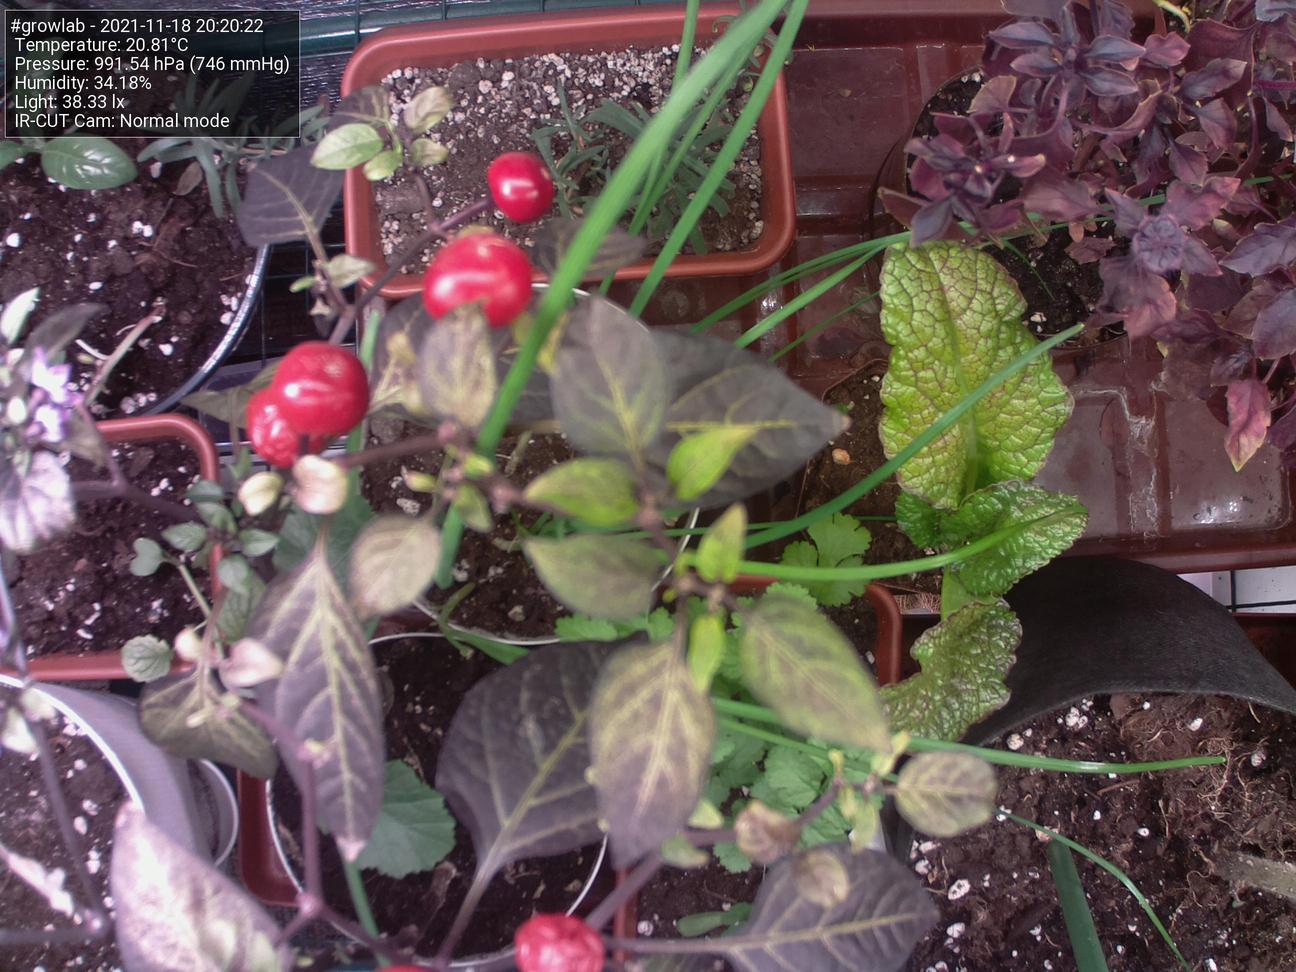 #growlab - 2021-11-18 20:20:22
Temperature: 20.81°C
Pressure: 991.54 hPa (746 mmHg)
Humidity: 34.18%
Light: 38.33 lx
IR-CUT Cam: Normal mode